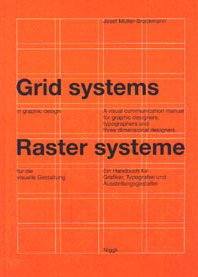 Josef Müller-Brockmann
Grid systems
in graphic design
A visual communication manual
for graphic designers,
typographers and
three dimensional designers
Raster systeme
für die
visuelle Gestaltung
Ein Handbuch für
Grafiker, Typografen und
Ausstellungsgestalter
Niggli